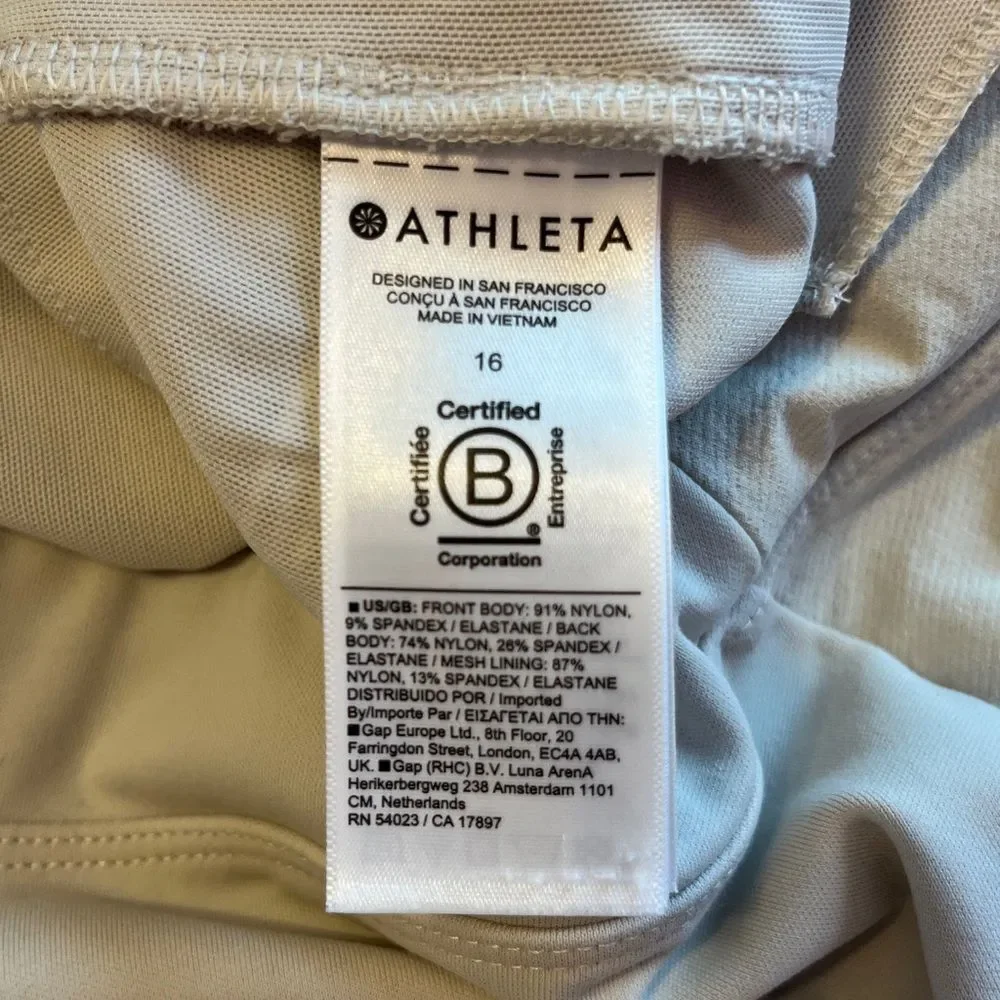 ATHLETA
DESIGNED IN SAN FRANCISCO
CONÇU À SAN FRANCISCO
MADE IN VIETNAM
16
Certified
Certifiée
B
Entreprise
®
Corporation
■ US/GB: FRONT BODY: 91% NYLON,
9% SPANDEX / ELASTANE / BACK
BODY: 74% NYLON, 26% SPANDEX /
ELASTANE / MESH LINING: 87%
NYLON, 13% SPANDEX / ELASTANE
DISTRIBUIDO POR / Imported
By/Importe Par / ΕΙΣΑΓΕΤΑΙ ΑΠΟ ΤΗΝ:
■Gap Europe Ltd., 8th Floor, 20
Farringdon Street, London, EC4A 4AB,
UK. ■Gap (RHC) B.V. Luna ArenA
Herikerbergweg 238 Amsterdam 1101
CM, Netherlands
RN 54023 / CA 17897